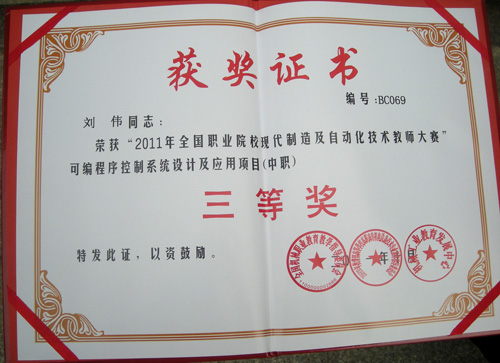 获奖证书
编号:BC069
刘伟同志:
荣获“2011年全国职业院校现代制造及自动化技术教师大赛”
可编程序控制系统设计及应用项目(中职)
三等奖
特发此证,以资鼓励。